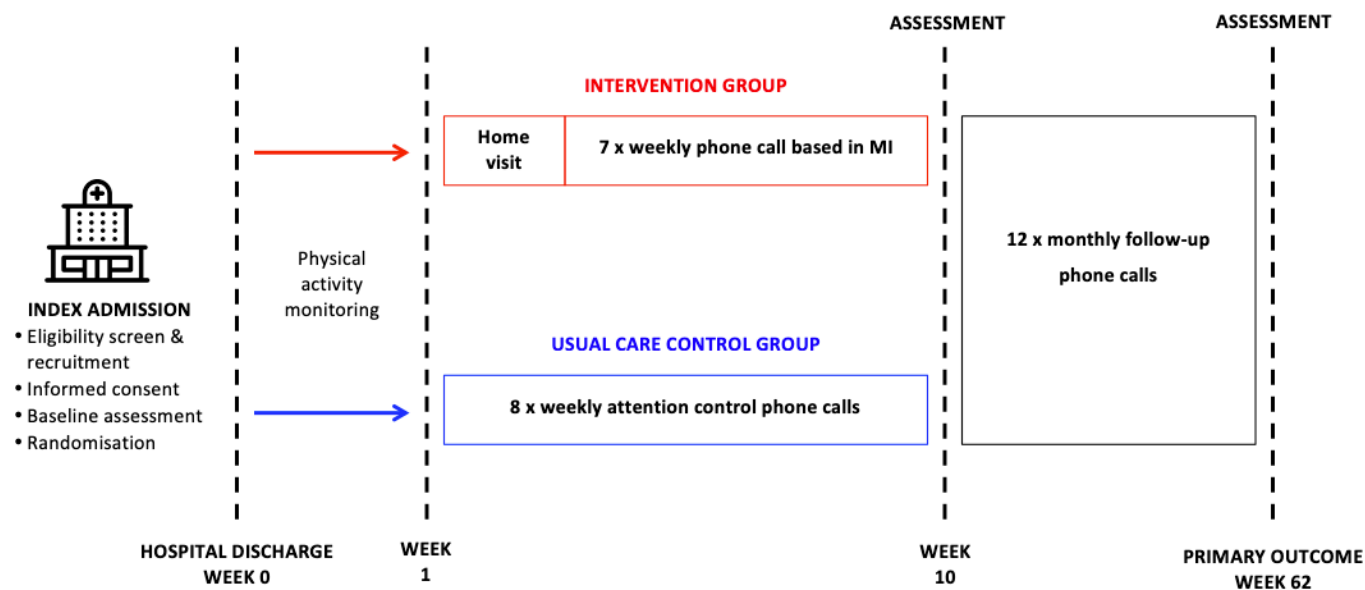 ASSESSMENT
ASSESSMENT
INTERVENTION GROUP
Home
visit
7 x weekly phone call based in MI
12 x monthly follow-up
phone calls
Physical
activity
monitoring
INDEX ADMISSION
• Eligibility screen &
recruitment
• Informed consent
• Baseline assessment
• Randomisation
USUAL CARE CONTROL GROUP
8 x weekly attention control phone calls
HOSPITAL DISCHARGE
WEEK 0
WEEK
1
WEEK
10
PRIMARY OUTCOME
WEEK 62